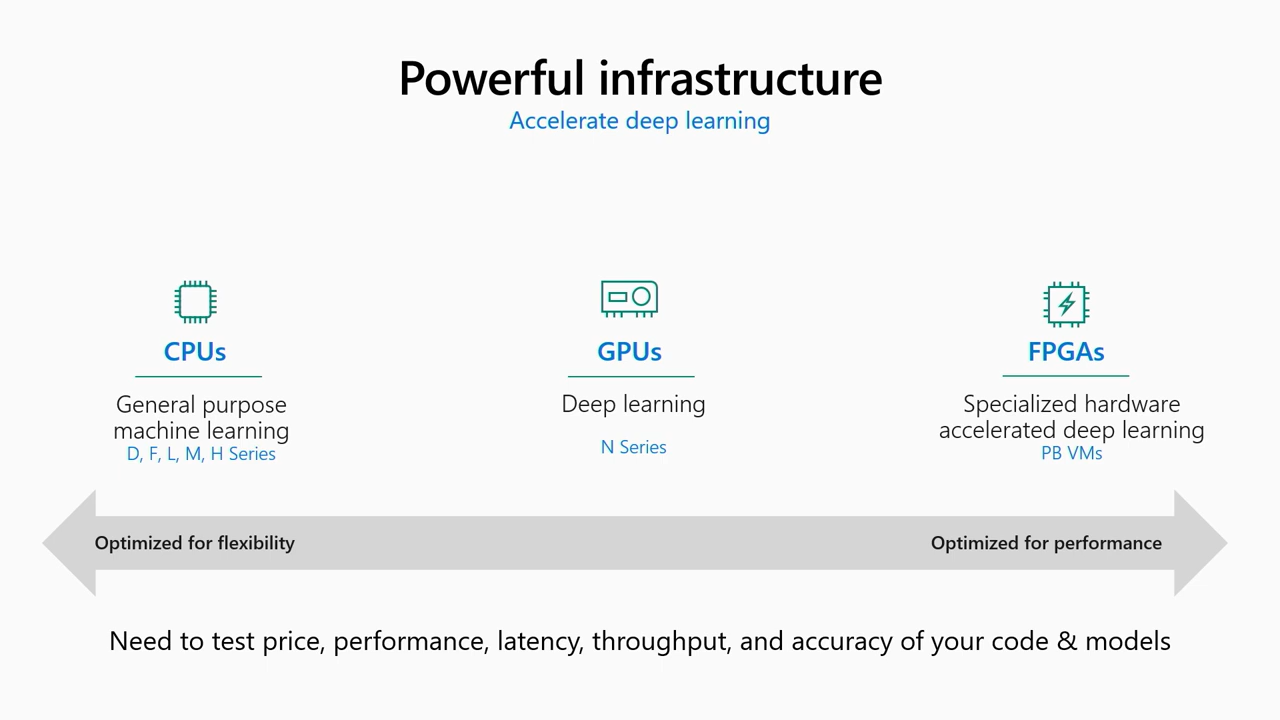 Powerful infrastructure
Accelerate deep learning
CPUs
General purpose
machine learning
D, F, L, M, H Series
GPUs
Deep learning
N Series
FPGAs
Specialized hardware
accelerated deep learning
PB VMs
Optimized for flexibility
Optimized for performance
Need to test price, performance, latency, throughput, and accuracy of your code & models